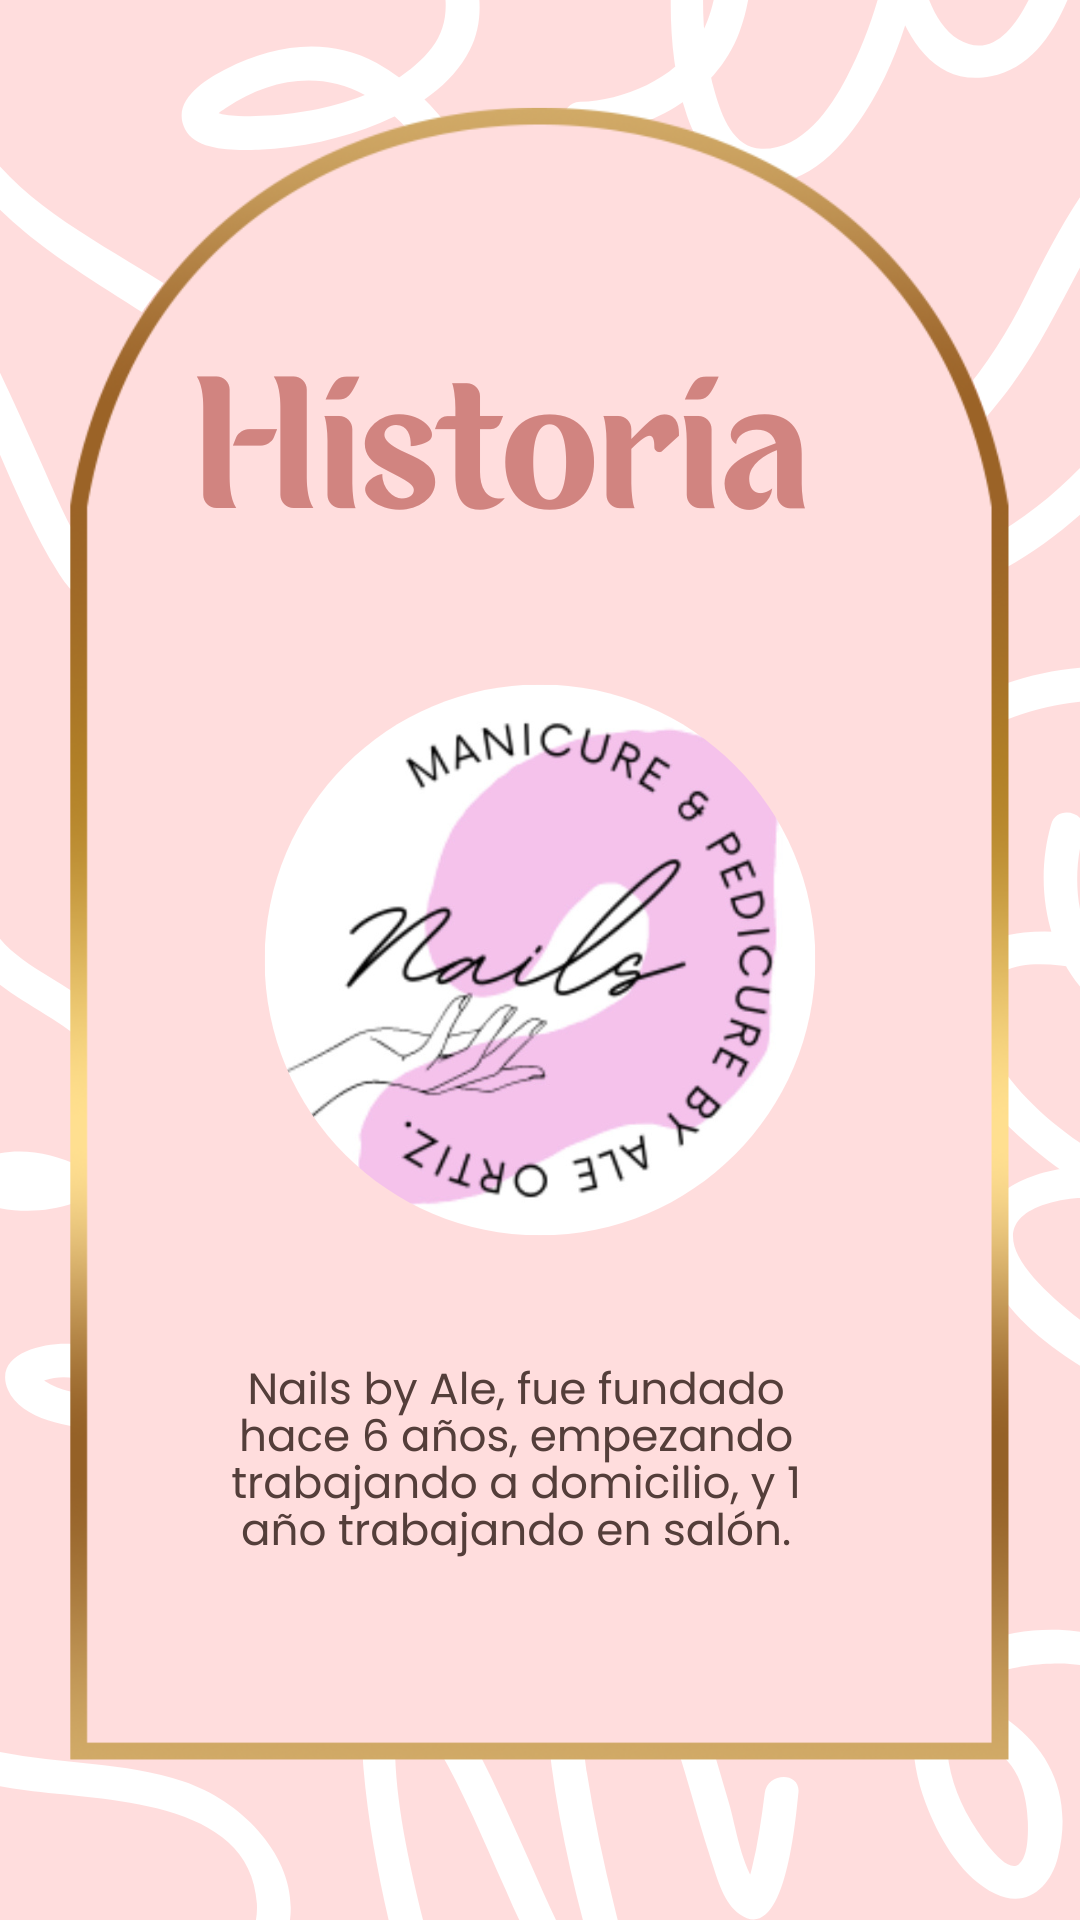 Historia
MANICURE & PEDICURE BY ALE ORTIZ.
Nails
Nails by Ale, fue fundado
hace 6 años, empezando
trabajando a domicilio, y 1
año trabajando en salón.